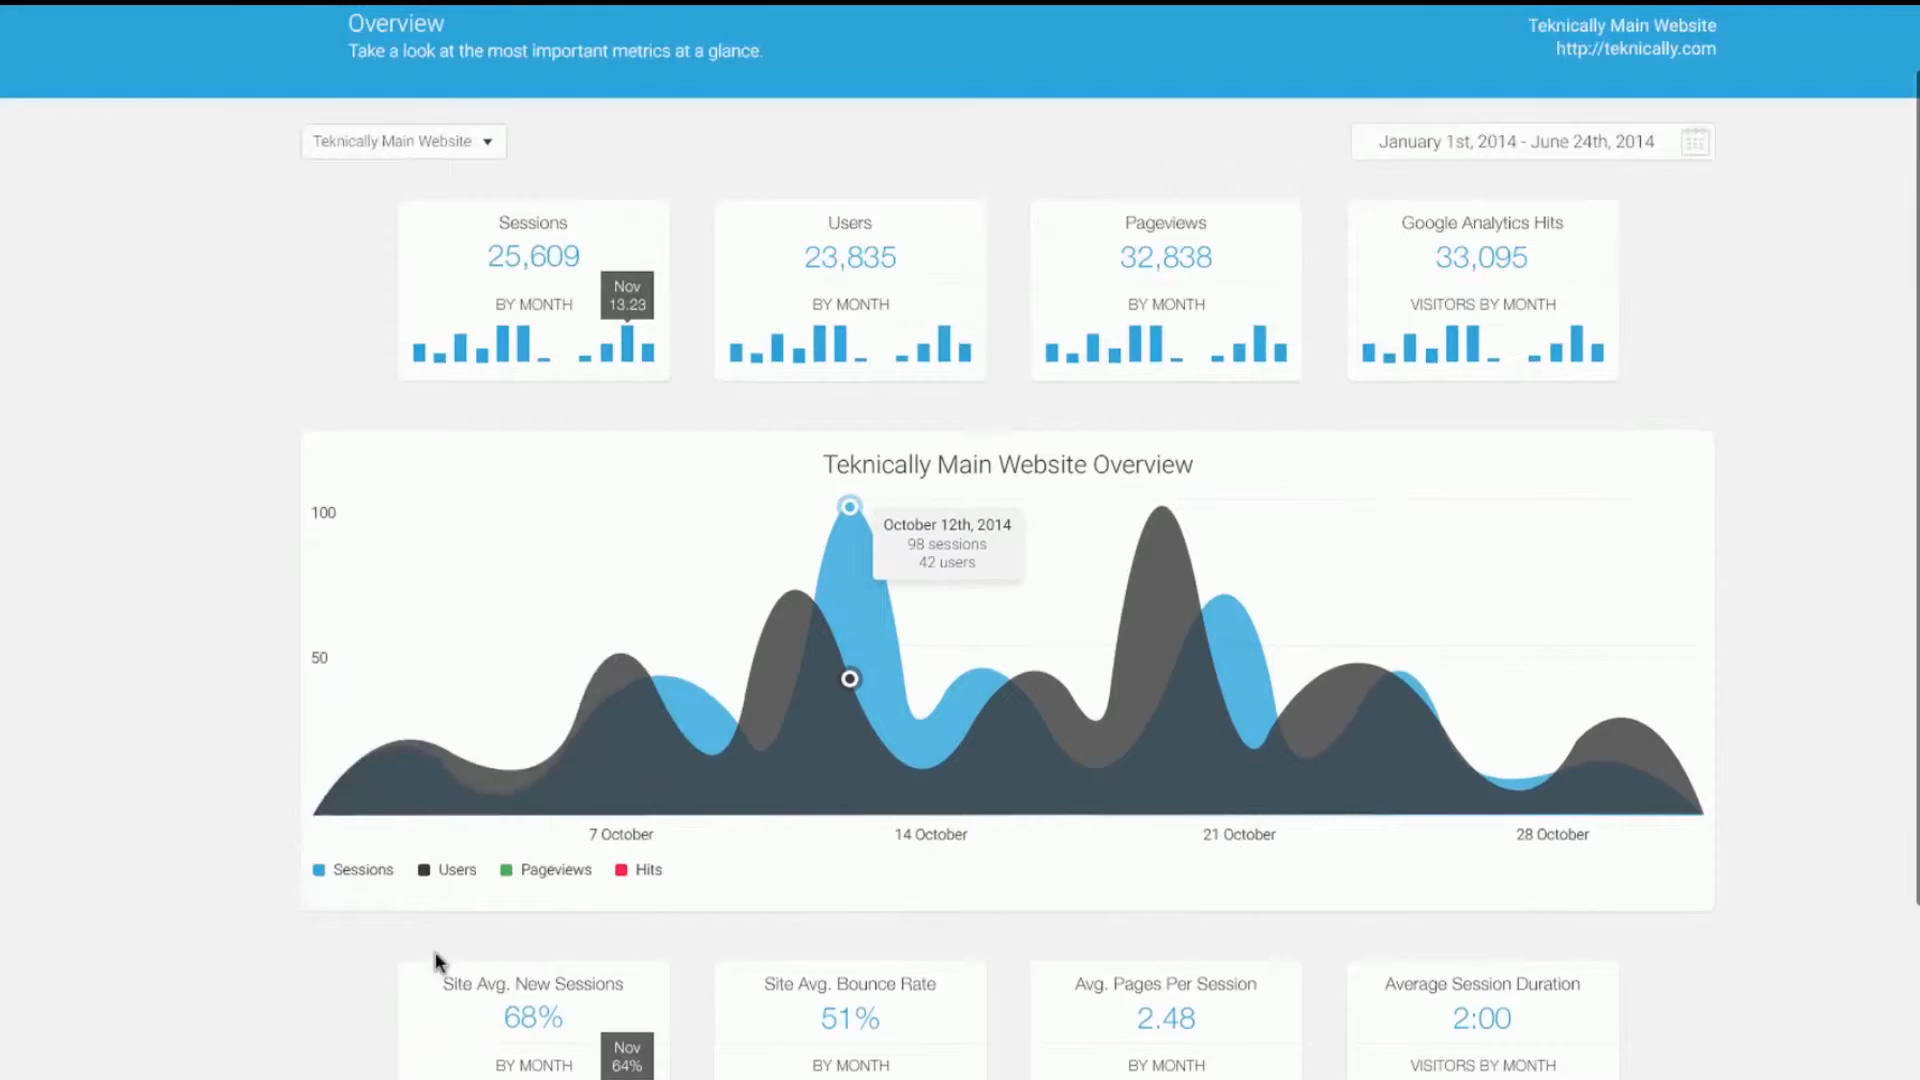 Overview
Take a look at the most important metrics at a glance.
Teknically Main Website
http://teknically.com
Teknically Main Website
January 1st, 2014 - June 24th, 2014
Sessions
25,609
BY MONTH
Nov
13.23
Users
23,835
BY MONTH
Pageviews
32,838
BY MONTH
Google Analytics Hits
33,095
VISITORS BY MONTH
Teknically Main Website Overview
100
50
October 12th, 2014
98 sessions
42 users
7 October
14 October
21 October
28 October
Sessions
Users
Pageviews
Hits
Site Avg. New Sessions
68%
BY MONTH
Nov
64%
Site Avg. Bounce Rate
51%
BY MONTH
Avg. Pages Per Session
2.48
BY MONTH
Average Session Duration
2:00
VISITORS BY MONTH